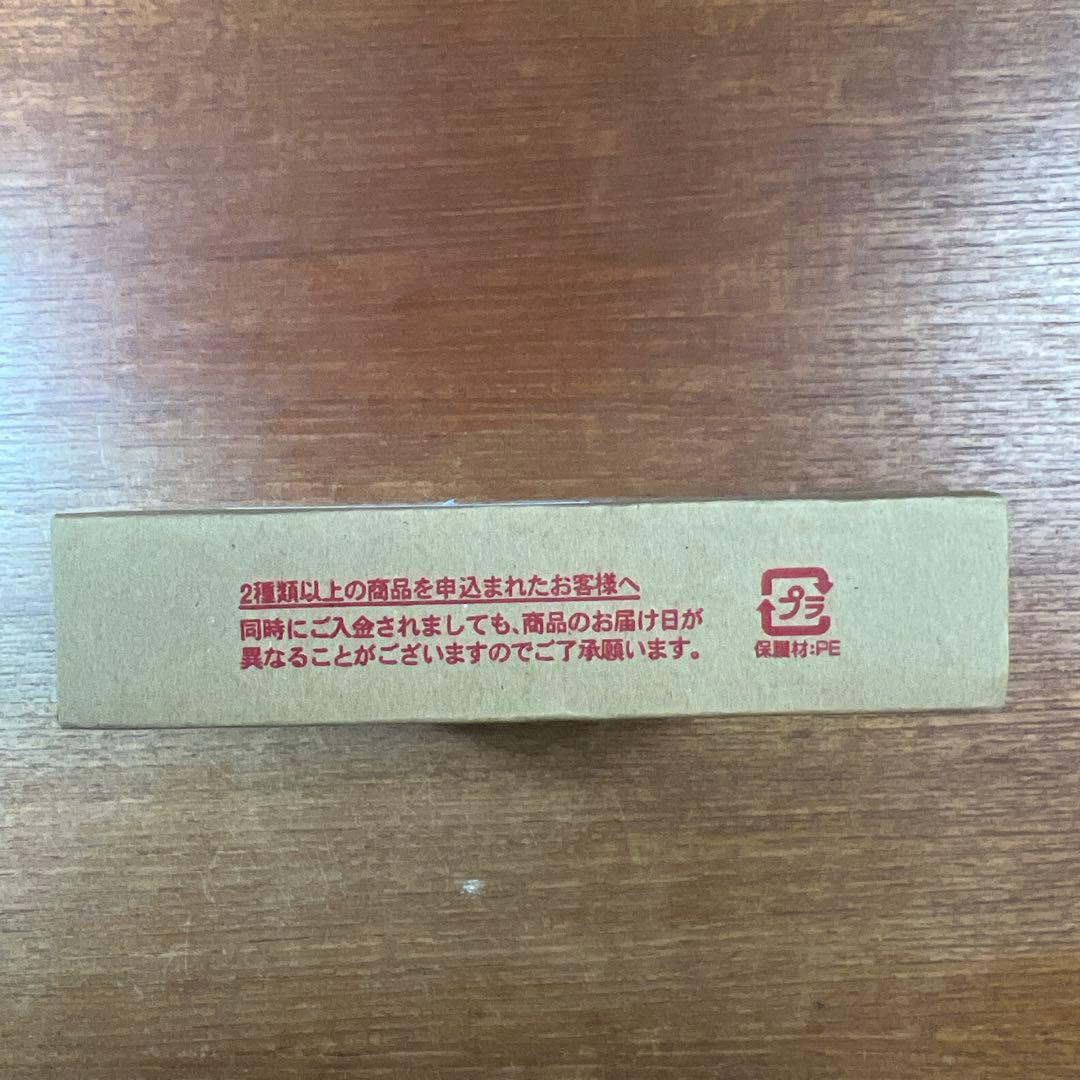 2種類以上の商品を申込まれたお客様へ
同時にご入金されましても、商品のお届け日が
異なることがございますのでご了承願います。
プラ
保護材:PE